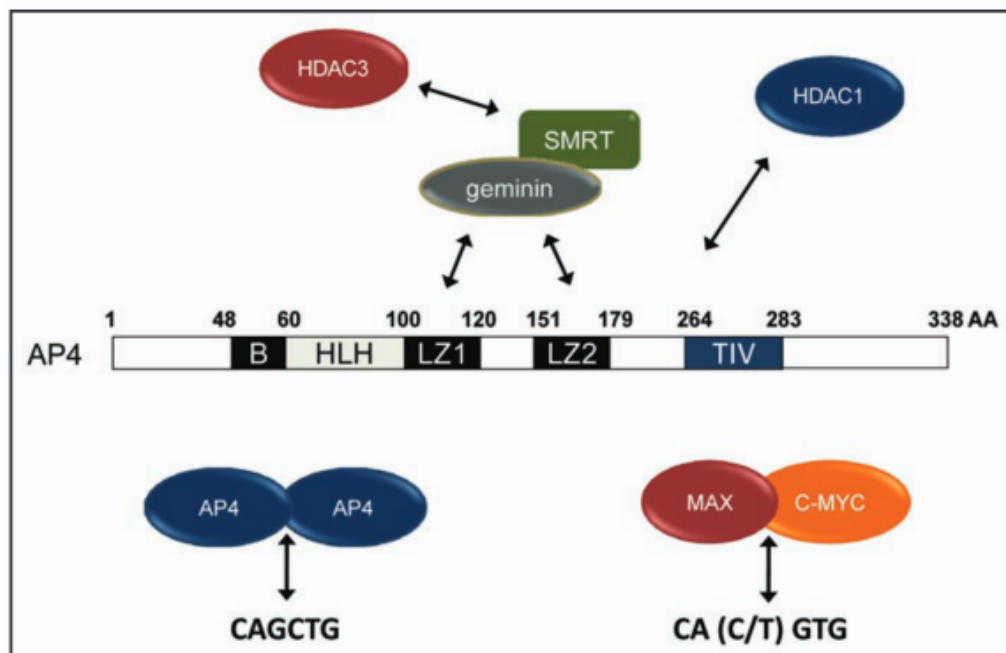 HDAC3
HDAC1
SMRT
geminin
1 48 60 100 120 151 179 264 283 338 AA
AP4 B HLH LZ1 LZ2 TIV
AP4 AP4 MAX C-MYC
CAGCTG CA (C/T) GTG